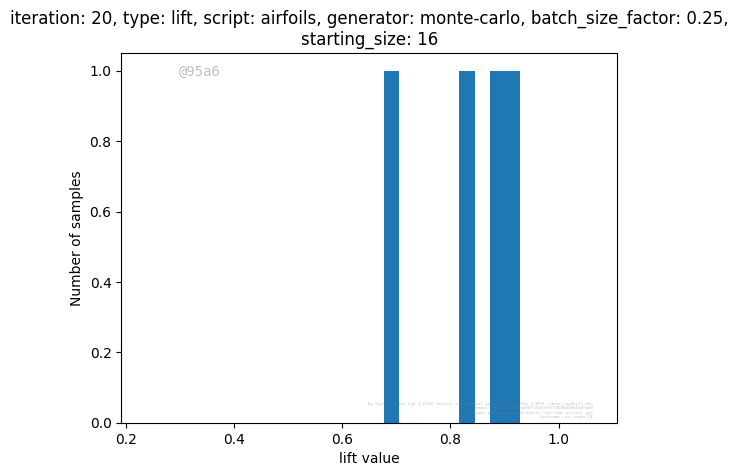 iteration: 20, type: lift, script: airfoils, generator: monte-carlo, batch_size_factor: 0.25,
starting_size: 16
@95a6
1.0
0.8
Number of samples
0.6
0.4
0.2
0.0
0.2 0.4 0.6 0.8 1.0
lift value